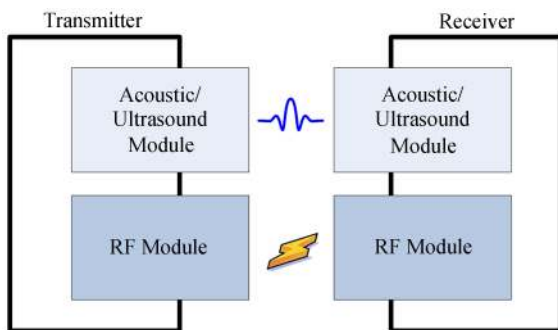 Transmitter
Receiver
Acoustic/
Ultrasound
Module
Acoustic/
Ultrasound
Module
RF Module
RF Module